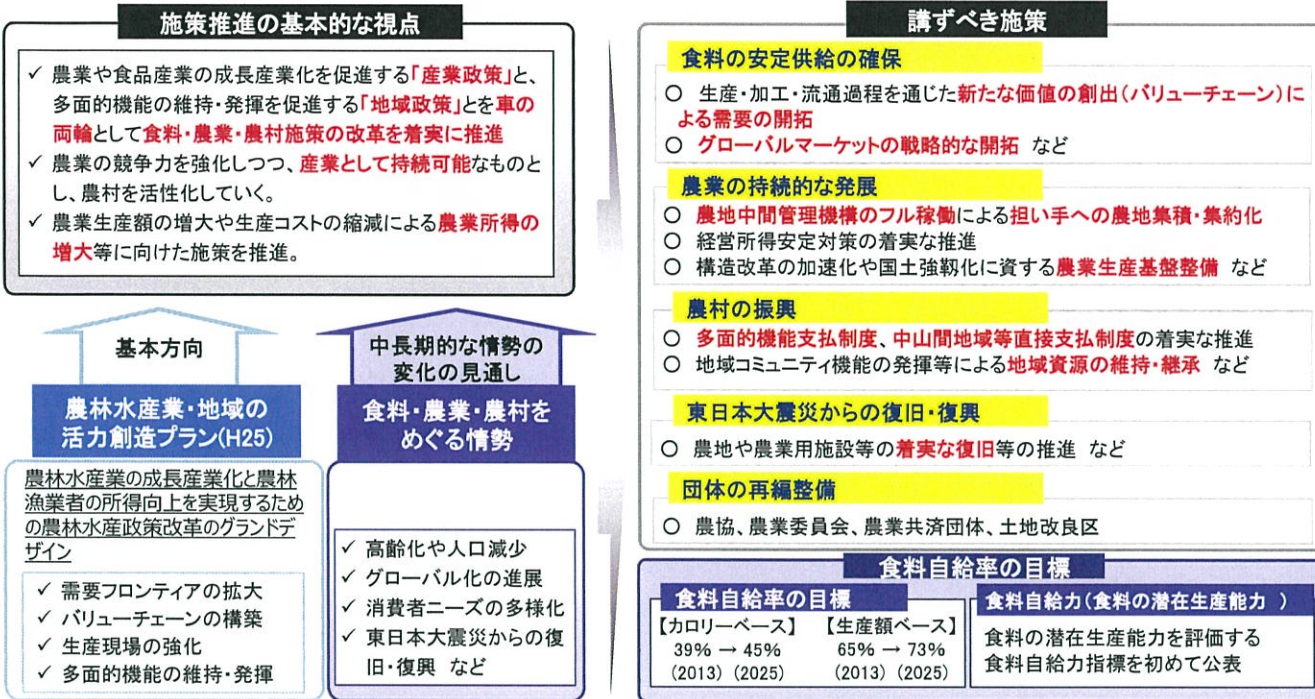 施策推進の基本的な視点
✓ 農業や食品産業の成長産業化を促進する「産業政策」と、
多面的機能の維持・発揮を促進する「地域政策」とを車の
両輪として食料・農業・農村施策の改革を着実に推進
✓ 農業の競争力を強化しつつ、産業として持続可能なものと
し、農村を活性化していく。
✓ 農業生産額の増大や生産コストの縮減による農業所得の
増大等に向けた施策を推進。
基本方向
農林水産業・地域の
活力創造プラン(H25)
農林水産業の成長産業化と農林
漁業者の所得向上を実現するため
の農林水産政策改革のグランドデ
ザイン
✓ 需要フロンティアの拡大
✓ バリューチェーンの構築
✓ 生産現場の強化
✓ 多面的機能の維持・発揮
中長期的な情勢の
変化の見通し
食料・農業・農村を
めぐる情勢
✓ 高齢化や人口減少
✓ グローバル化の進展
✓ 消費者ニーズの多様化
✓ 東日本大震災からの復
旧・復興 など
講ずべき施策
食料の安定供給の確保
○ 生産・加工・流通過程を通じた新たな価値の創出(バリューチェーン)に
よる需要の開拓
○ グローバルマーケットの戦略的な開拓 など
農業の持続的な発展
○ 農地中間管理機構のフル稼働による担い手への農地集積・集約化
○ 経営所得安定対策の着実な推進
○ 構造改革の加速化や国土強靱化に資する農業生産基盤整備 など
農村の振興
○ 多面的機能支払制度、中山間地域等直接支払制度の着実な推進
○ 地域コミュニティ機能の発揮等による地域資源の維持・継承 など
東日本大震災からの復旧・復興
○ 農地や農業用施設等の着実な復旧等の推進 など
団体の再編整備
○ 農協、農業委員会、農業共済団体、土地改良区
食料自給率の目標
食料自給率の目標
【カロリーベース】 【生産額ベース】
39% → 45% 65% → 73%
(2013) (2025) (2013) (2025)
食料自給力(食料の潜在生産能力 )
食料の潜在生産能力を評価する
食料自給力指標を初めて公表